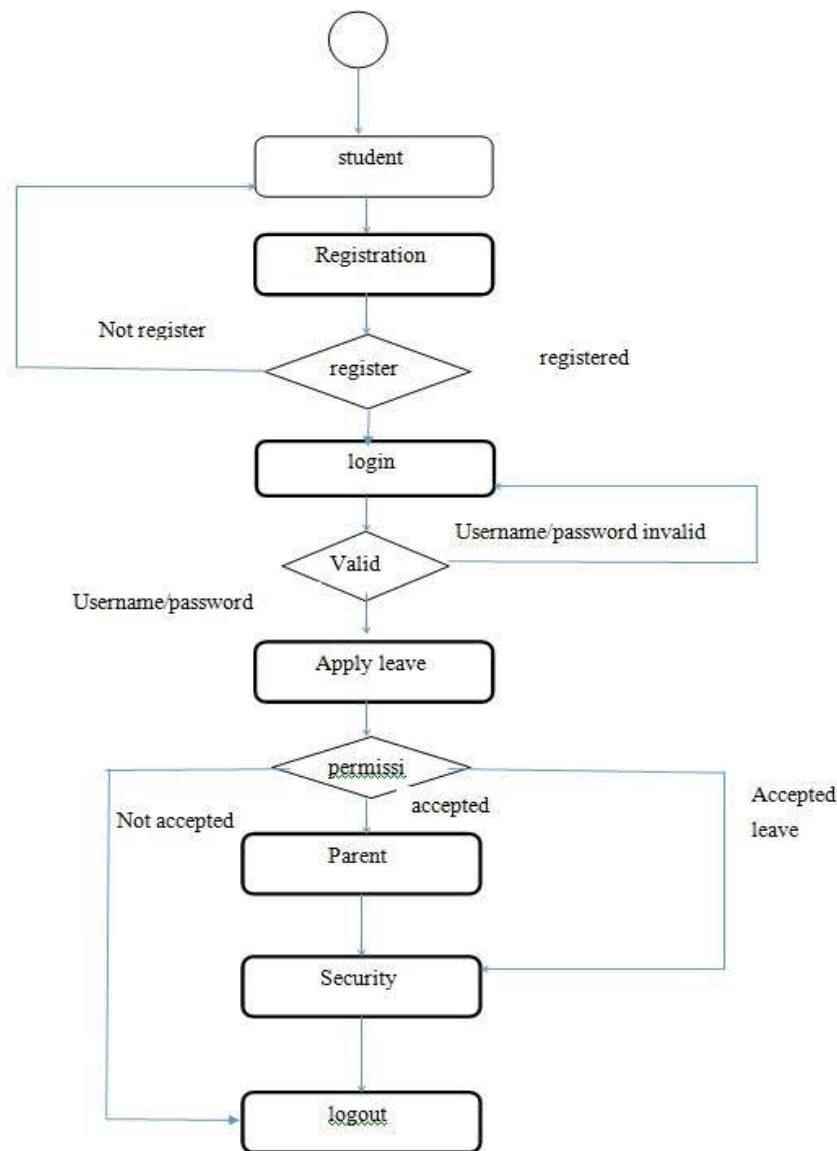 student
Registration
Not register
registered
register
login
Username/password invalid
Valid
Username/password
Apply leave
permissi
Accepted
leave
accepted
Not accepted
Parent
Security
logout